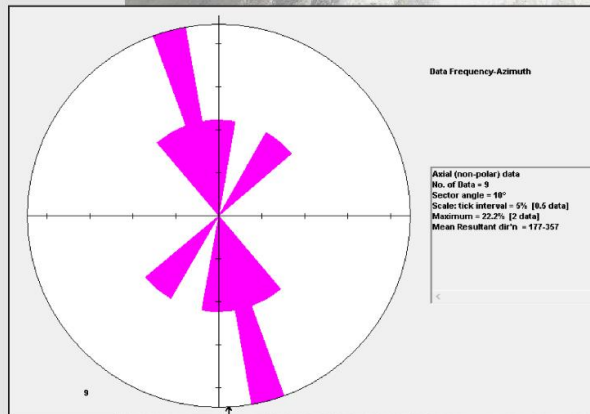 Data Frequency-Azimuth
Axial (non-polar) data
No. of Data = 9
Sector angle = 10°
Scale: tick interval = 5% [0.5 data]
Maximum = 22.2% [2 data]
Mean Resultant dir'n = 177-357
9